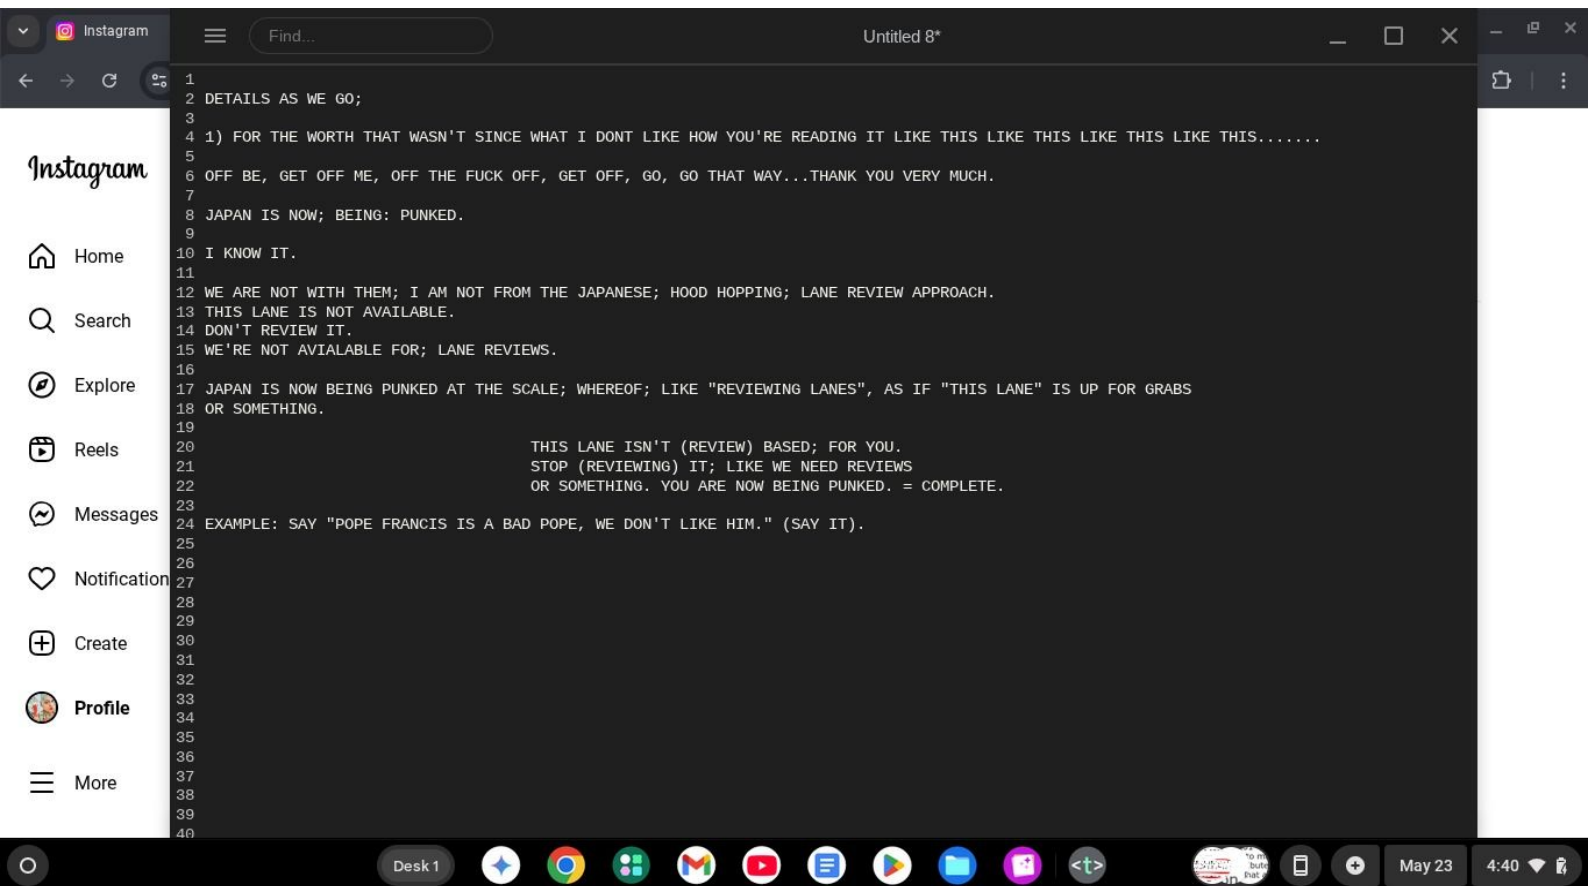 Instagram
Find...
Untitled 8*
1
2 DETAILS AS WE GO;
3
4 1) FOR THE WORTH THAT WASN'T SINCE WHAT I DONT LIKE HOW YOU'RE READING IT LIKE THIS LIKE THIS LIKE THIS LIKE THIS.......
5
6 OFF BE, GET OFF ME, OFF THE FUCK OFF, GET OFF, GO, GO THAT WAY...THANK YOU VERY MUCH.
7
8 JAPAN IS NOW; BEING: PUNKED.
9
10 I KNOW IT.
11
12 WE ARE NOT WITH THEM; I AM NOT FROM THE JAPANESE; HOOD HOPPING; LANE REVIEW APPROACH.
13 THIS LANE IS NOT AVAILABLE.
14 DON'T REVIEW IT.
15 WE'RE NOT AVIALABLE FOR; LANE REVIEWS.
16
17 JAPAN IS NOW BEING PUNKED AT THE SCALE; WHEREOF; LIKE "REVIEWING LANES", AS IF "THIS LANE" IS UP FOR GRABS
18 OR SOMETHING.
19
20 THIS LANE ISN'T (REVIEW) BASED; FOR YOU.
21 STOP (REVIEWING) IT; LIKE WE NEED REVIEWS
22 OR SOMETHING. YOU ARE NOW BEING PUNKED. = COMPLETE.
23
24 EXAMPLE: SAY "POPE FRANCIS IS A BAD POPE, WE DON'T LIKE HIM." (SAY IT).
25
26
27
28
29
30
31
32
33
34
35
36
37
38
39
40
Instagram
Home
Search
Explore
Reels
Messages
Notification
Create
Profile
More
Desk 1
<t>
May 23
4:40